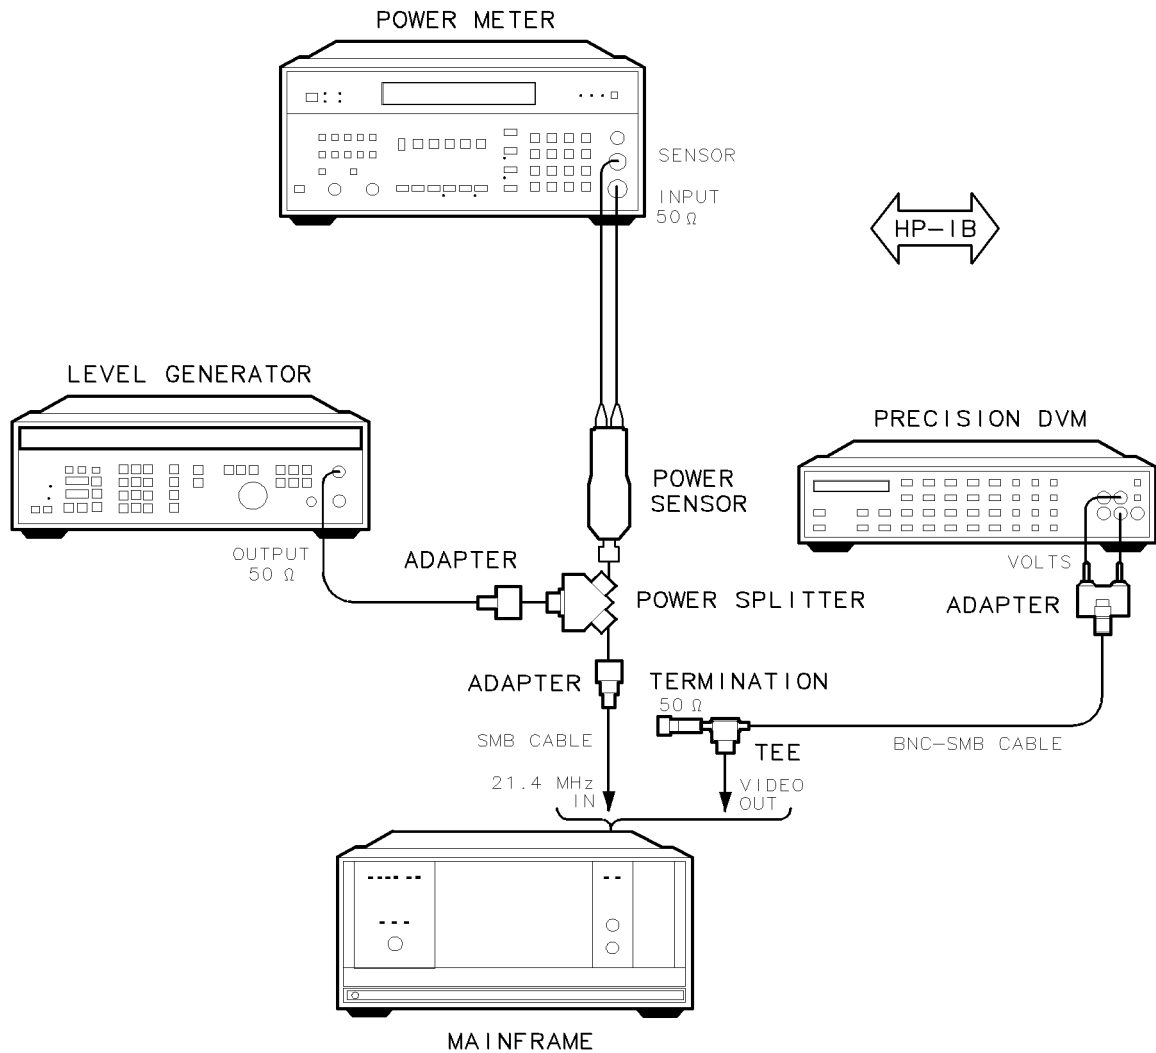 POWER METER
SENSOR
INPUT
50 Ω
HP-IB
LEVEL GENERATOR
PRECISION DVM
POWER
SENSOR
OUTPUT
50 Ω
ADAPTER
VOLTS
POWER SPLITTER
ADAPTER
ADAPTER
TERMINATION
50 Ω
SMB CABLE
TEE
BNC-SMB CABLE
21.4 MHz
IN
VIDEO
OUT
MAINFRAME